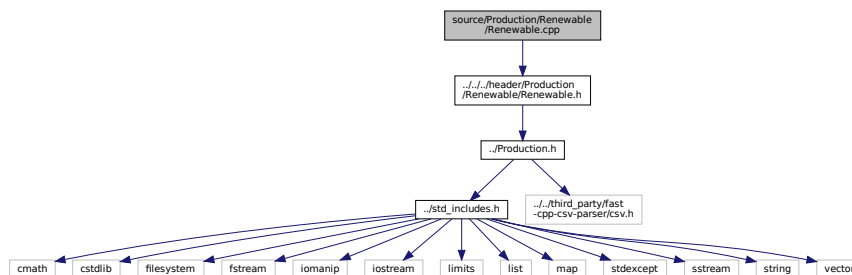 source/Production/Renewable
/Renewable.cpp
../../../header/Production
/Renewable/Renewable.h
../Production.h
../std_includes.h
../../third_party/fast
-cpp-csv-parser/csv.h
cmath
cstdlib
filesystem
fstream
iomanip
iostream
limits
list
map
stdexcept
sstream
string
vector